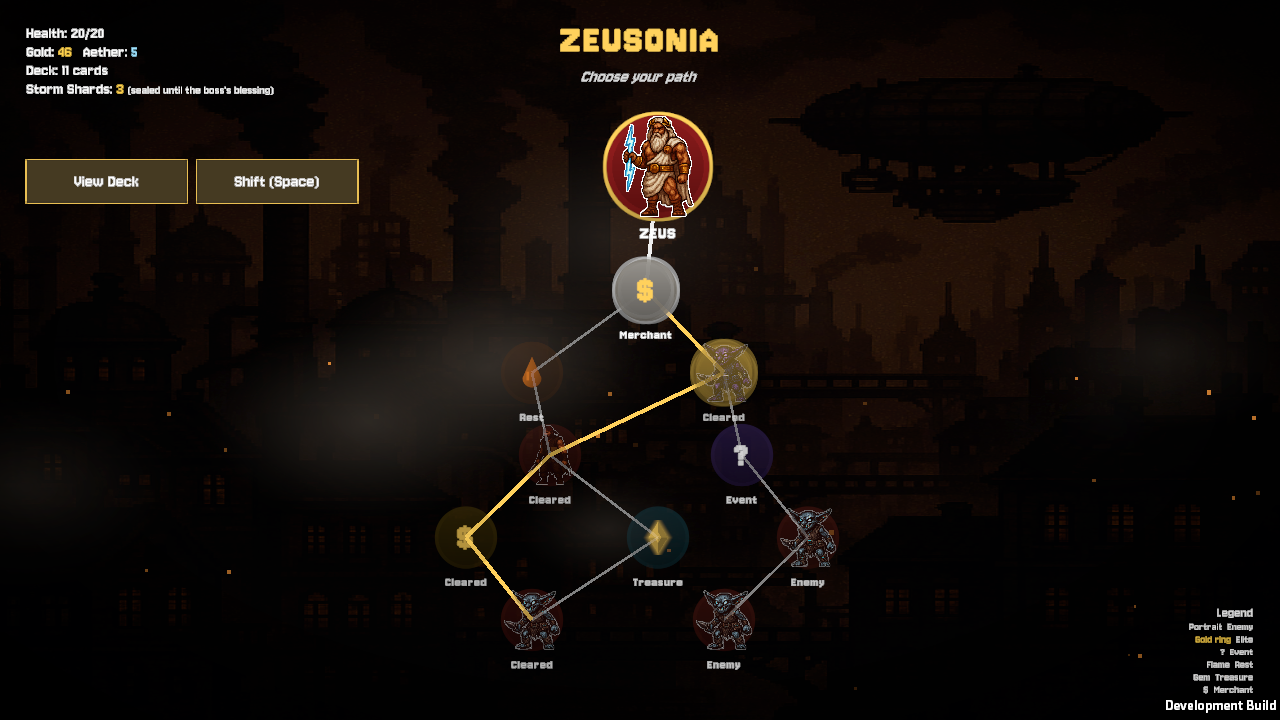 Health: 20/20
Gold: 46 Aether: 5
Deck: 11 cards
Storm Shards: 3 (sealed until the boss's blessing)
View Deck
Shift (Space)
ZEUSONIA
Choose your path
ZEUS
$
Merchant
Rest
Cleared
Cleared
?
Event
$
Cleared
Treasure
Enemy
Cleared
Enemy
Legend
Portrait Enemy
Gold ring Elite
? Event
Flame Rest
Gem Treasure
$ Merchant
Development Build